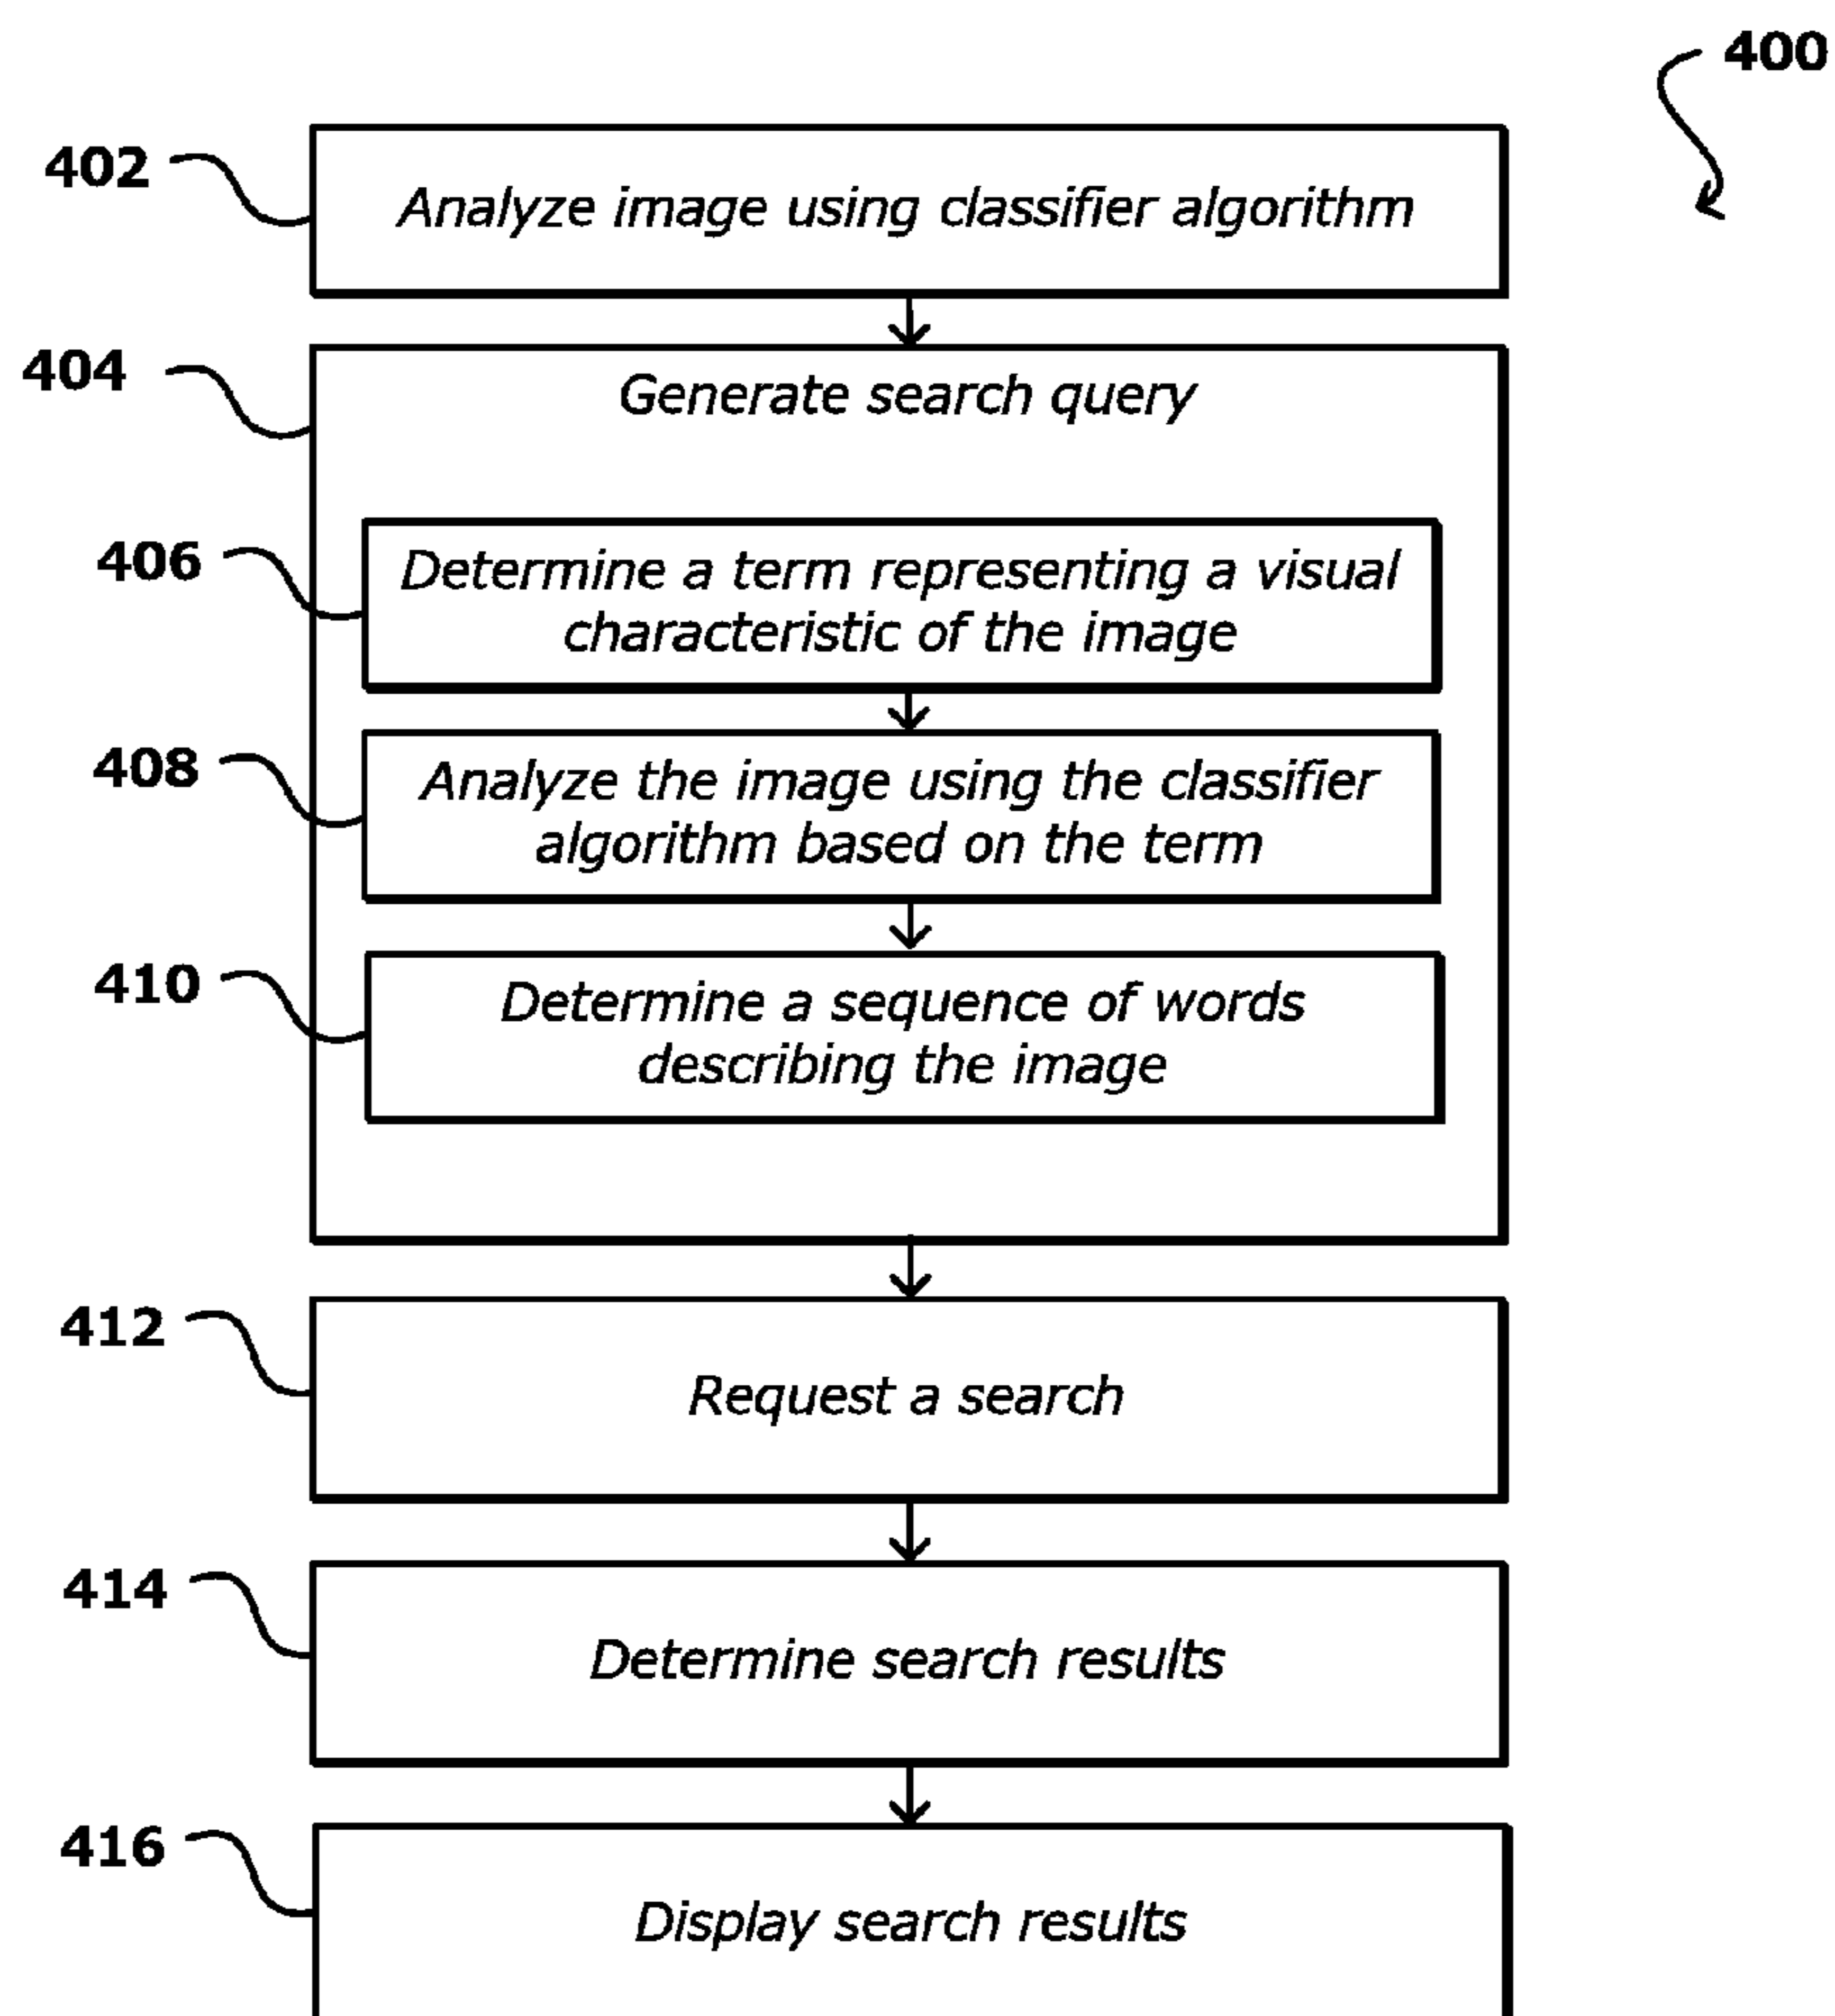 400
402
Analyze image using classifier algorithm
404
Generate search query
406
Determine a term representing a visual
characteristic of the image
408
Analyze the image using the classifier
algorithm based on the term
410
Determine a sequence of words
describing the image
412
Request a search
414
Determine search results
416
Display search results